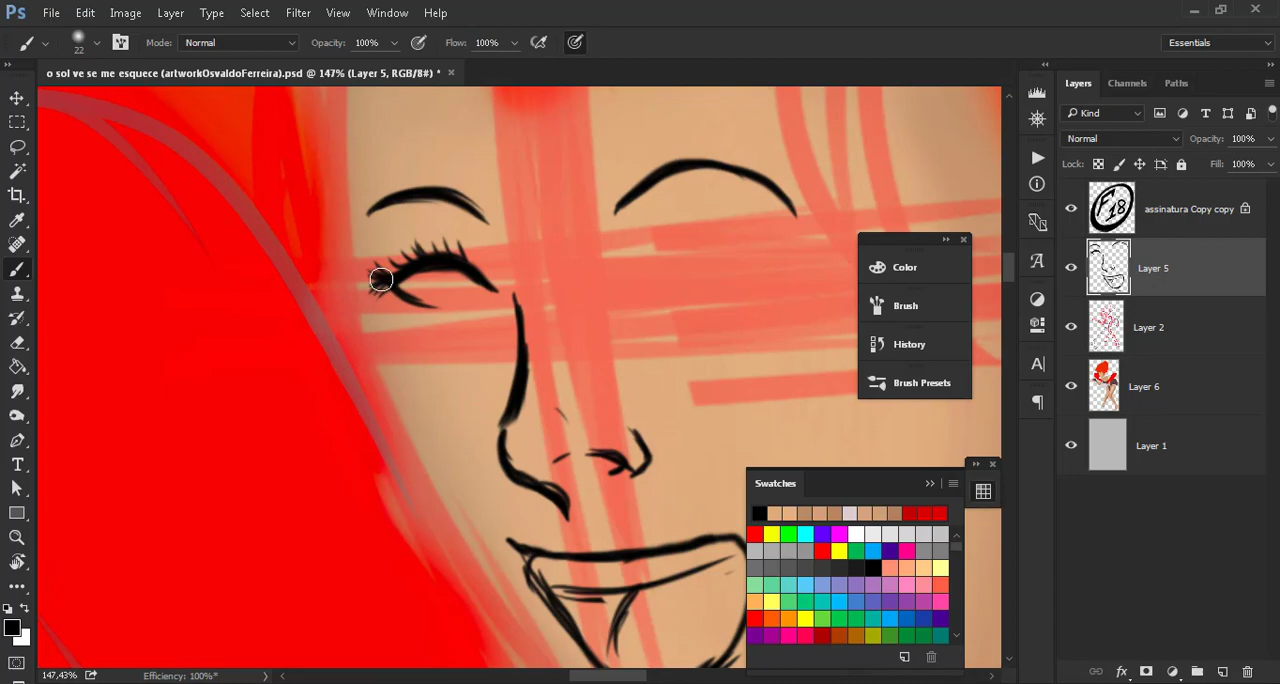 Ps File Edit Image Layer Type Select Filter View Window Help
22 Mode: Normal Opacity: 100% Flow: 100% Essentials
o sol ve se me esquece (artworkOsvaldoFerreira).psd @ 147% (Layer 5, RGB/8#) *
Layers Channels Paths
Kind
Normal Opacity: 100%
Lock: Fill: 100%
F18 assinatura Copy copy
Layer 5
Layer 2
Layer 6
Layer 1
Color
Brush
History
Brush Presets
Swatches
147,43% Efficiency: 100%*